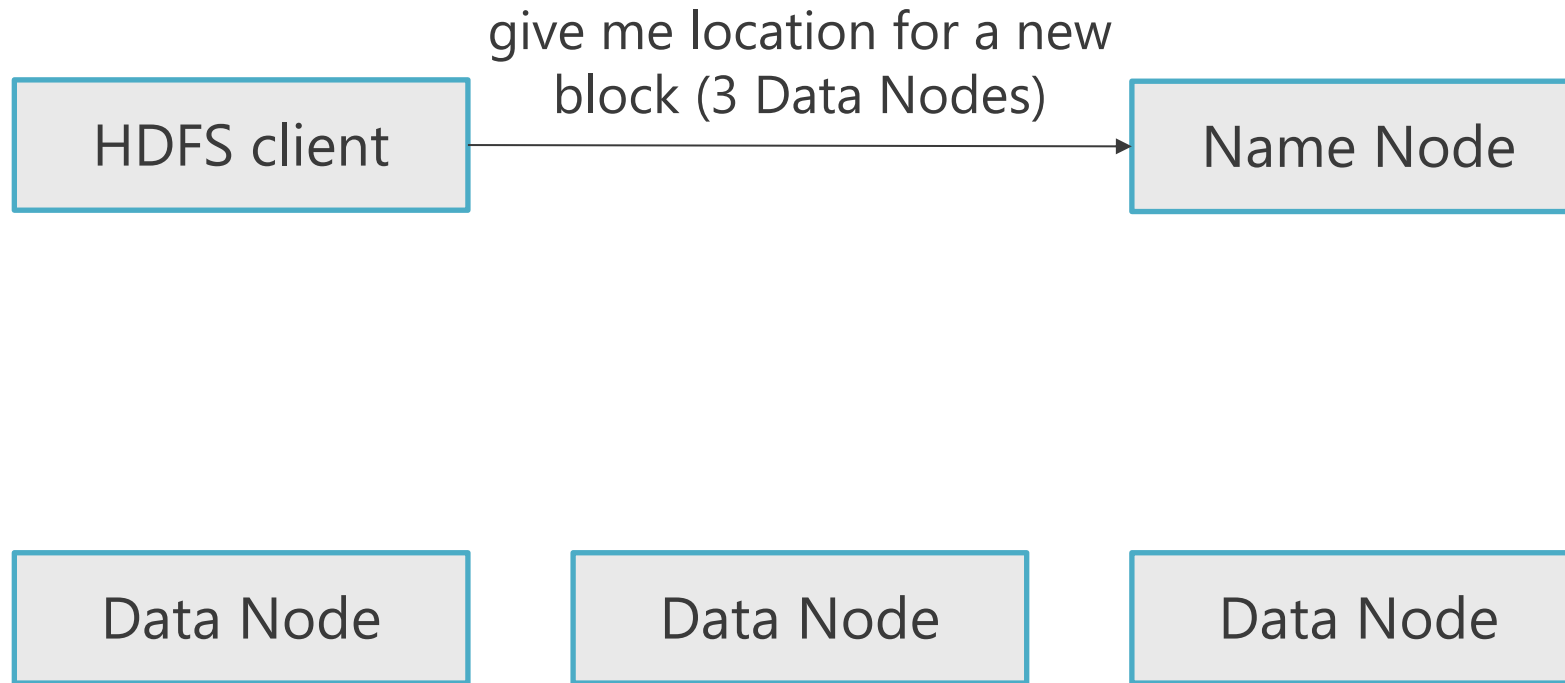 give me location for a new
block (3 Data Nodes)
HDFS client
Name Node
Data Node
Data Node
Data Node